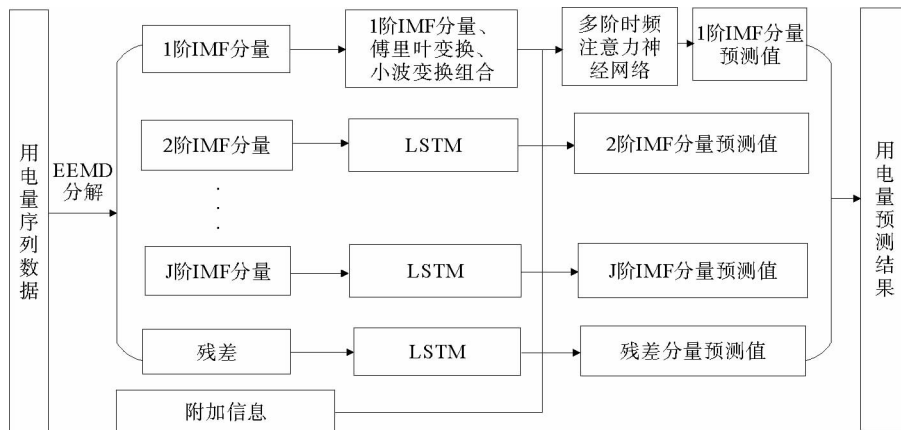 用电量序列数据
EEMD
分解
1阶IMF分量
1阶IMF分量、
傅里叶变换、
小波变换组合
多阶时频
注意力神
经网络
1阶IMF分量
预测值
2阶IMF分量
LSTM
2阶IMF分量预测值
J阶IMF分量
LSTM
J阶IMF分量预测值
残差
LSTM
残差分量预测值
附加信息
用电量预测结果